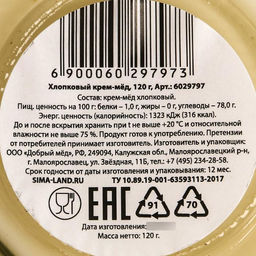 6 900060 297973
Хлопковый крем-мёд, 120 г, Арт.: 6029797
Состав: крем-мёд хлопковый.
Пищ. ценность на 100 г: белки – 1,0 г, жиры – 0 г, углеводы – 78,0 г.
Энерг. ценность (калорийность): 1323 кДж (316 ккал).
До и после вскрытия хранить при t не выше +20 °C и относительной
влажности не выше 75 %. Продукт готов к употреблению. Претензии
от потребителей принимает изготовитель. Изготовитель и упаковщик:
ООО «Добрый мёд», РФ, 249094, Калужская обл., Малоярославецкий р-н,
г. Малоярославец, ул. Звёздная, 11Б, тел.: +7 (495) 234-28-58.
Срок годности от даты изготовления/упаковывания: 12 мес.
SIMA-LAND.RU ТУ 10.89.19-001-63593113-2017
EAC 91 70
Дата изготовления:
Масса нетто: 120 г.